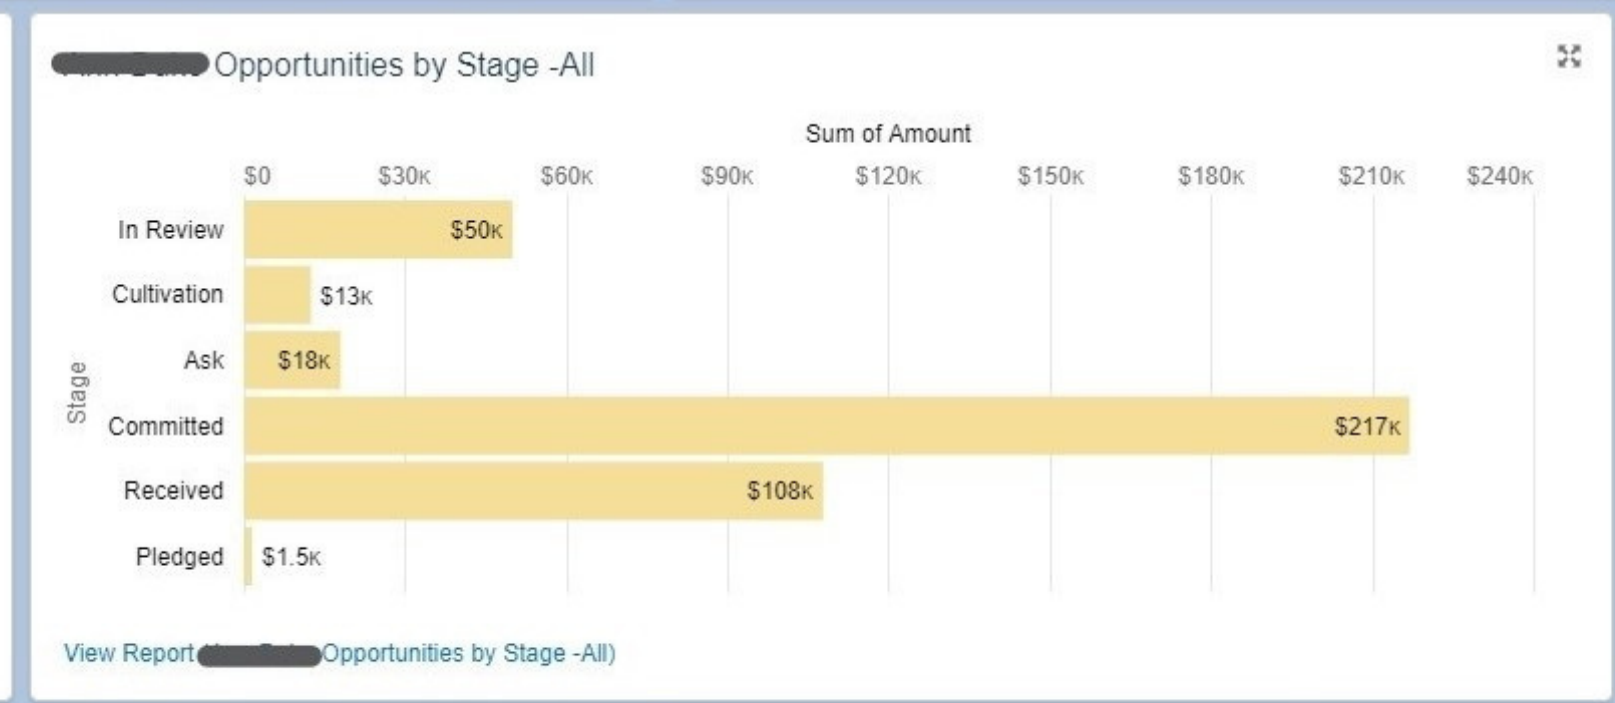 Opportunities by Stage -All
Sum of Amount
$0 $30K $60K $90K $120K $150K $180K $210K $240K
Stage
In Review $50K
Cultivation $13K
Ask $18K
Committed $217K
Received $108K
Pledged $1.5K
View Report Opportunities by Stage -All)